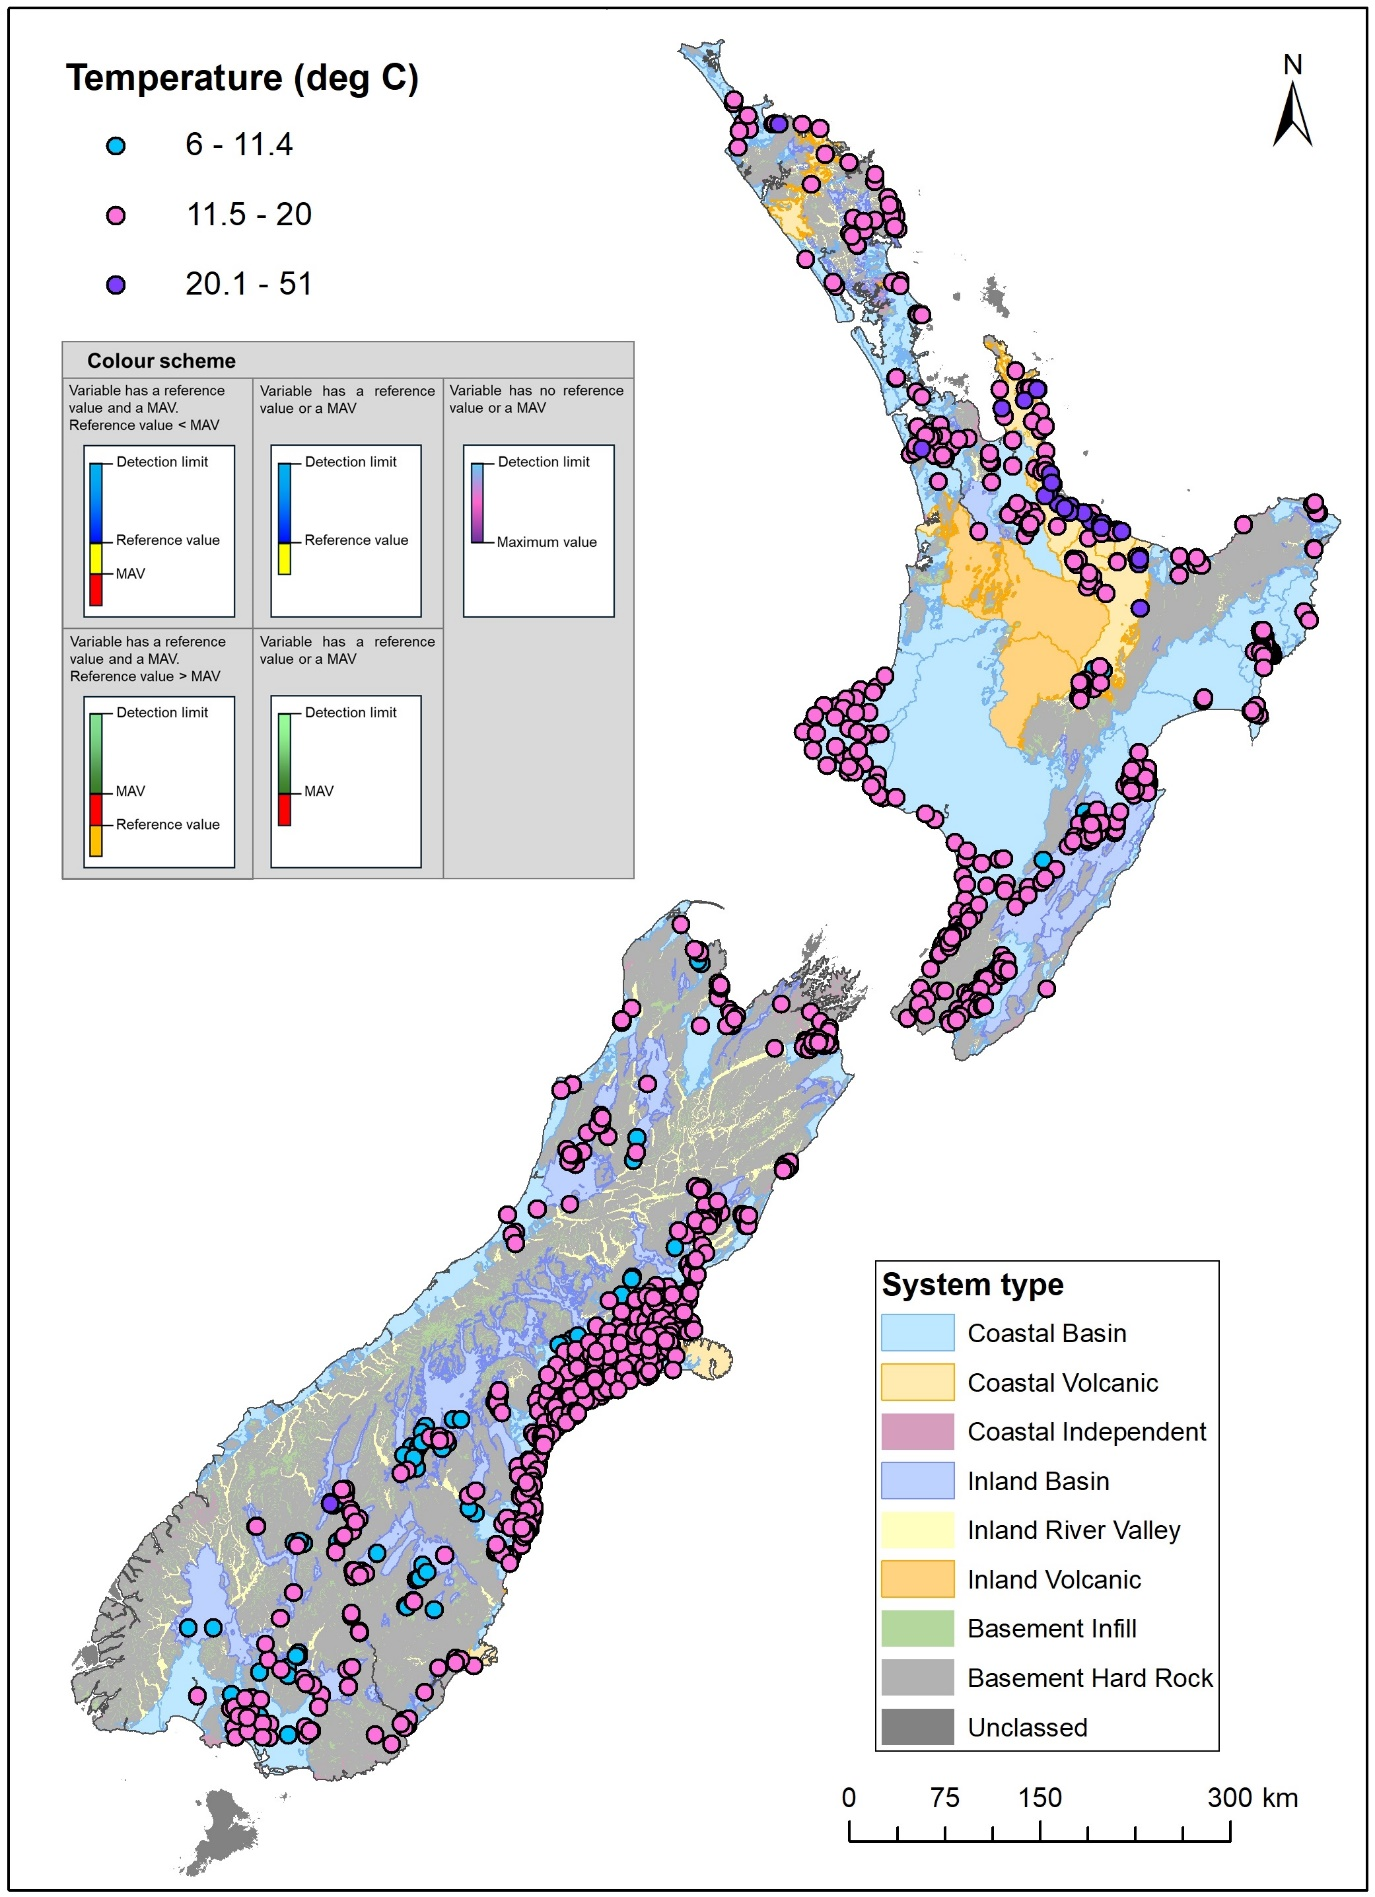 Temperature (deg C)
6 - 11.4
11.5 - 20
20.1 - 51
N
Colour scheme
Variable has a reference
value and a MAV.
Reference value < MAV
Detection limit
Reference value
MAV
Variable has a reference
value or a MAV
Detection limit
Reference value
Variable has no reference
value or a MAV
Detection limit
Maximum value
Variable has a reference
value and a MAV.
Reference value > MAV
Detection limit
MAV
Reference value
Variable has a reference
value or a MAV
Detection limit
MAV
System type
Coastal Basin
Coastal Volcanic
Coastal Independent
Inland Basin
Inland River Valley
Inland Volcanic
Basement Infill
Basement Hard Rock
Unclassed
0 75 150 300 km